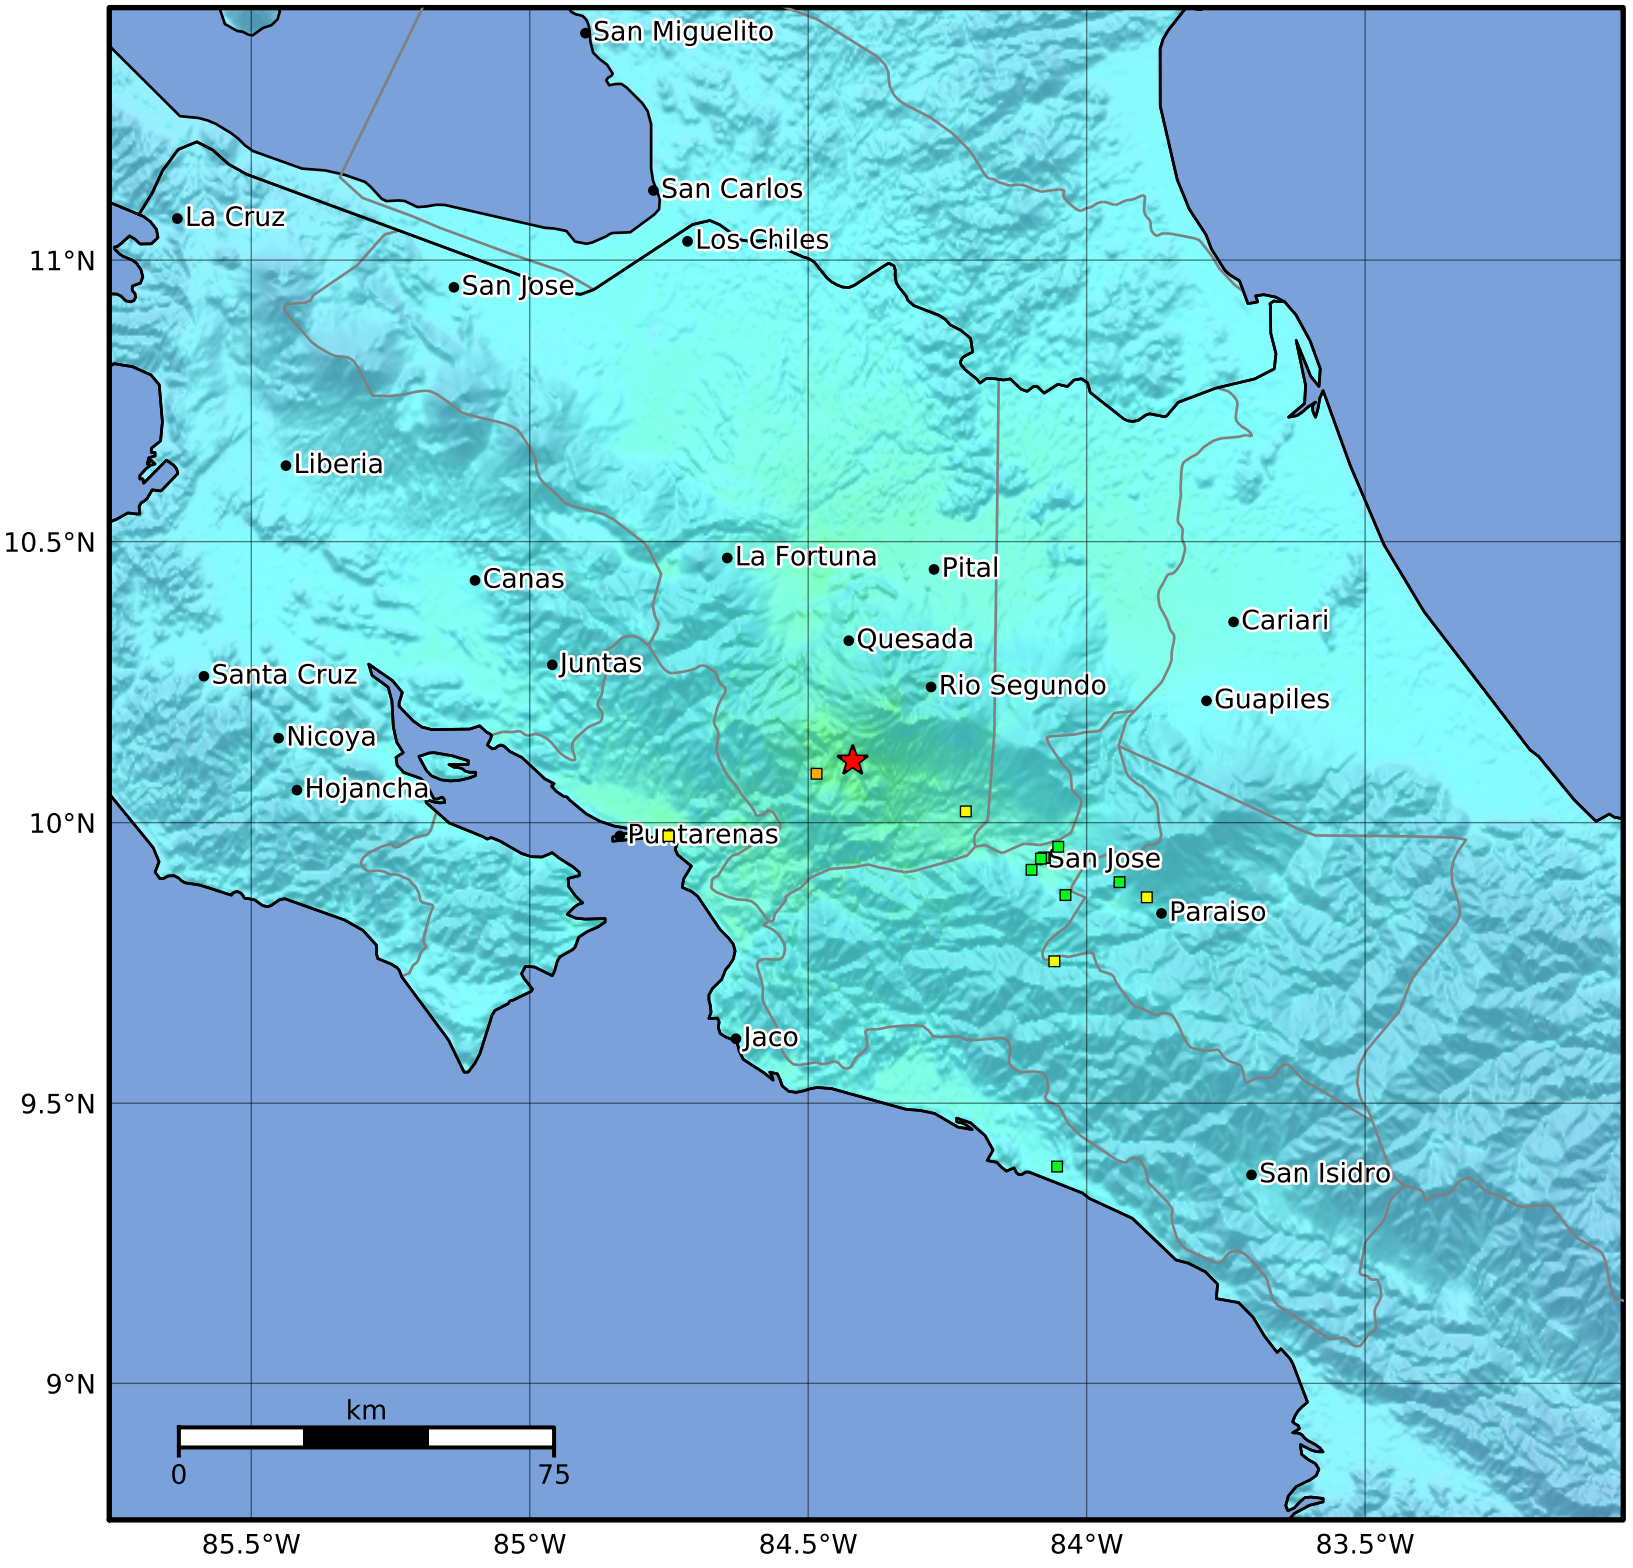 San Miguelito
San Carlos
La Cruz
Los Chiles
11°N
San Jose
Liberia
10.5°N
La Fortuna
Pital
Canas
Cariari
Quesada
Juntas
Santa Cruz
Rio Segundo
Guapiles
Nicoya
Hojancha
10°N
Puntarenas
San Jose
Paraiso
Jaco
9.5°N
San Isidro
9°N
km
0 75
85.5°W 85°W 84.5°W 84°W 83.5°W